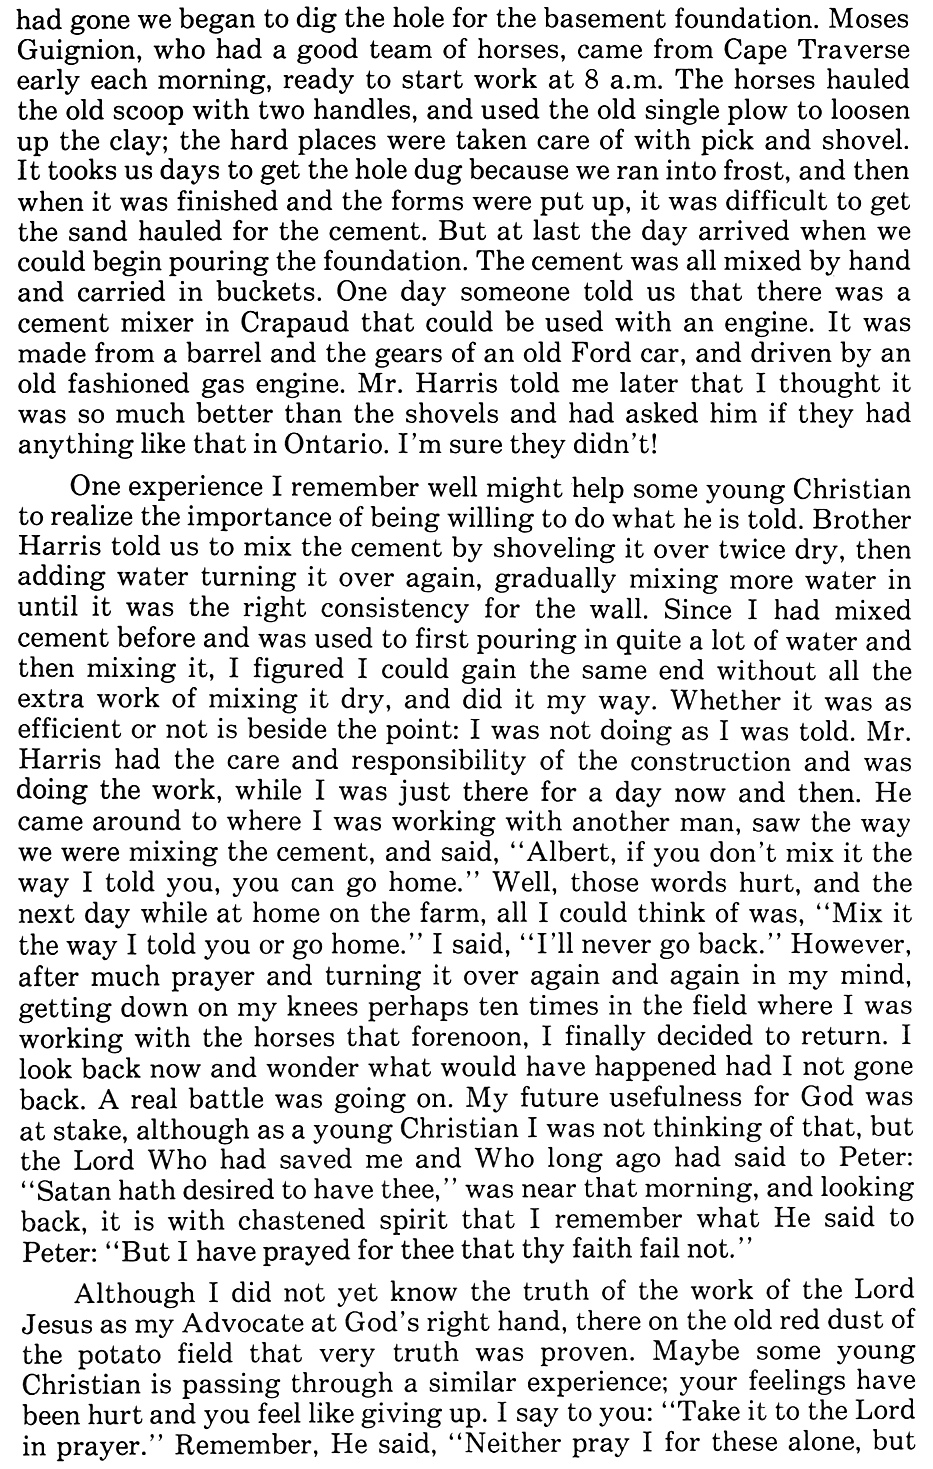 had gone we began to dig the hole for the basement foundation. Moses
Guignion, who had a good team of horses, came from Cape Traverse
early each morning, ready to start work at 8 a.m. The horses hauled
the old scoop with two handles, and used the old single plow to loosen
up the clay; the hard places were taken care of with pick and shovel.
It tooks us days to get the hole dug because we ran into frost, and then
when it was finished and the forms were put up, it was difficult to get
the sand hauled for the cement. But at last the day arrived when we
could begin pouring the foundation. The cement was all mixed by hand
and carried in buckets. One day someone told us that there was a
cement mixer in Crapaud that could be used with an engine. It was
made from a barrel and the gears of an old Ford car, and driven by an
old fashioned gas engine. Mr. Harris told me later that I thought it
was so much better than the shovels and had asked him if they had
anything like that in Ontario. I'm sure they didn't!
One experience I remember well might help some young Christian
to realize the importance of being willing to do what he is told. Brother
Harris told us to mix the cement by shoveling it over twice dry, then
adding water turning it over again, gradually mixing more water in
until it was the right consistency for the wall. Since I had mixed
cement before and was used to first pouring in quite a lot of water and
then mixing it, I figured I could gain the same end without all the
extra work of mixing it dry, and did it my way. Whether it was as
efficient or not is beside the point: I was not doing as I was told. Mr.
Harris had the care and responsibility of the construction and was
doing the work, while I was just there for a day now and then. He
came around to where I was working with another man, saw the way
we were mixing the cement, and said, "Albert, if you don't mix it the
way I told you, you can go home." Well, those words hurt, and the
next day while at home on the farm, all I could think of was, "Mix it
the way I told you or go home." I said, "I'll never go back." However,
after much prayer and turning it over again and again in my mind,
getting down on my knees perhaps ten times in the field where I was
working with the horses that forenoon, I finally decided to return. I
look back now and wonder what would have happened had I not gone
back. A real battle was going on. My future usefulness for God was
at stake, although as a young Christian I was not thinking of that, but
the Lord Who had saved me and Who long ago had said to Peter:
"Satan hath desired to have thee," was near that morning, and looking
back, it is with chastened spirit that I remember what He said to
Peter: "But I have prayed for thee that thy faith fail not."
Although I did not yet know the truth of the work of the Lord
Jesus as my Advocate at God's right hand, there on the old red dust of
the potato field that very truth was proven. Maybe some young
Christian is passing through a similar experience; your feelings have
been hurt and you feel like giving up. I say to you: "Take it to the Lord
in prayer." Remember, He said, "Neither pray I for these alone, but